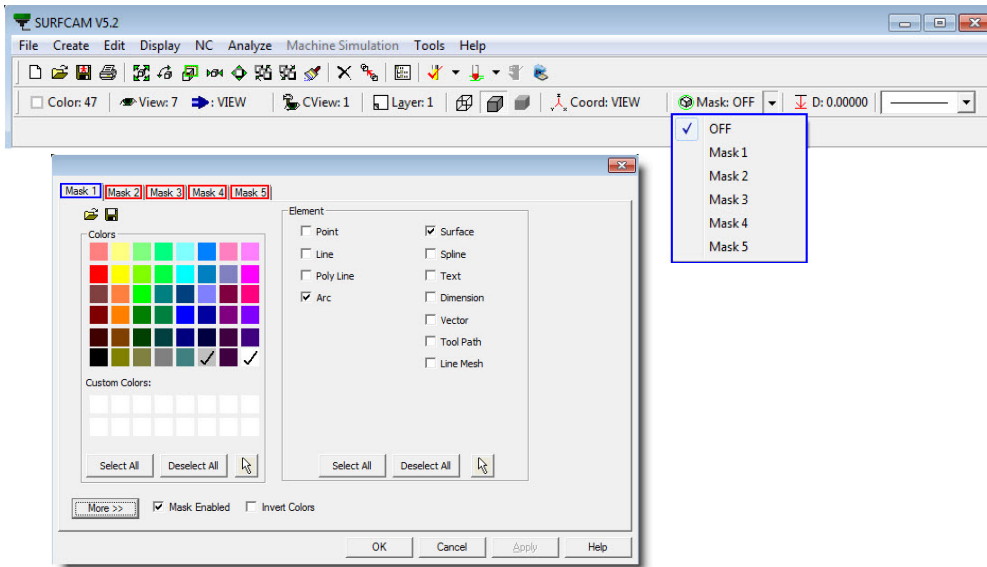 SURFCAM V5.2
File Create Edit Display NC Analyze Machine Simulation Tools Help
Color: 47 View: 7 : VIEW CView: 1 Layer: 1 Coord: VIEW Mask: OFF D: 0.00000
OFF
Mask 1
Mask 2
Mask 3
Mask 4
Mask 5
Mask 1 Mask 2 Mask 3 Mask 4 Mask 5
Colors
Custom Colors:
Select All Deselect All
Element
Point Surface
Line Spline
Poly Line Text
Arc Dimension
Vector
Tool Path
Line Mesh
Select All Deselect All
More >> Mask Enabled Invert Colors
OK Cancel Apply Help